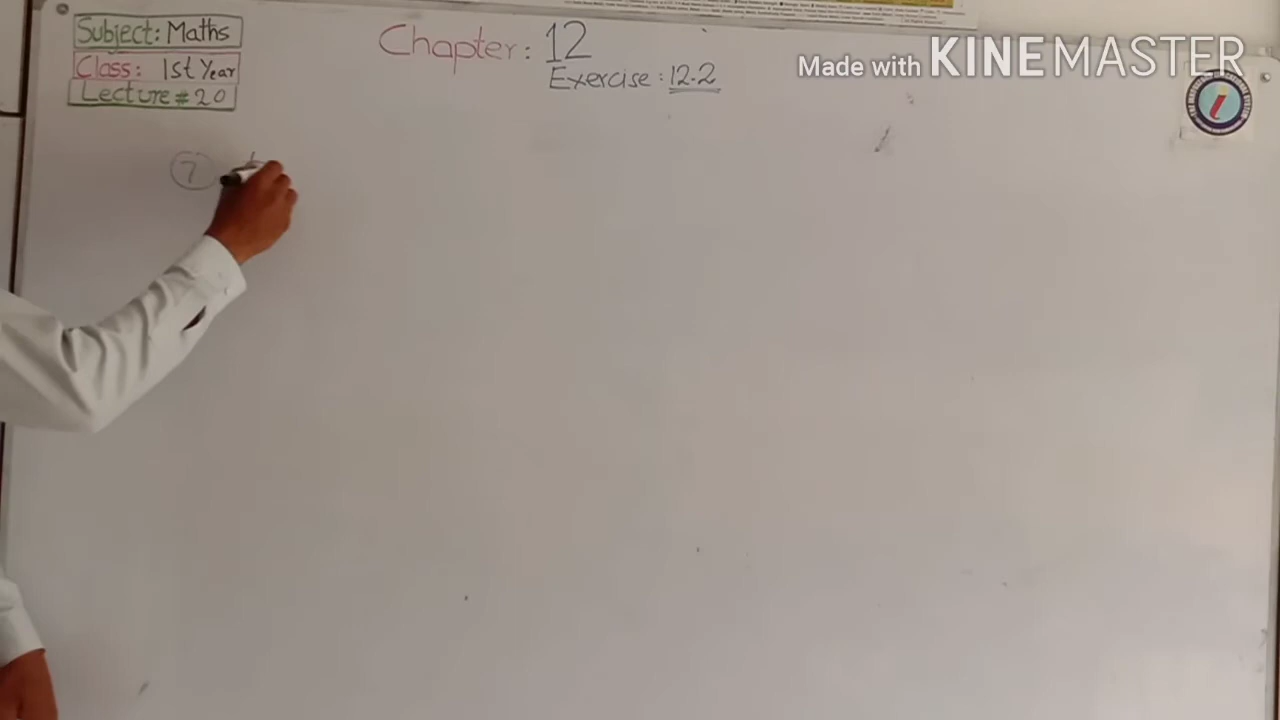 Subject: Maths
Class: 1st Year
Lecture # 20
Chapter: 12
Exercise: 12.2
Made with KINEMASTER
7